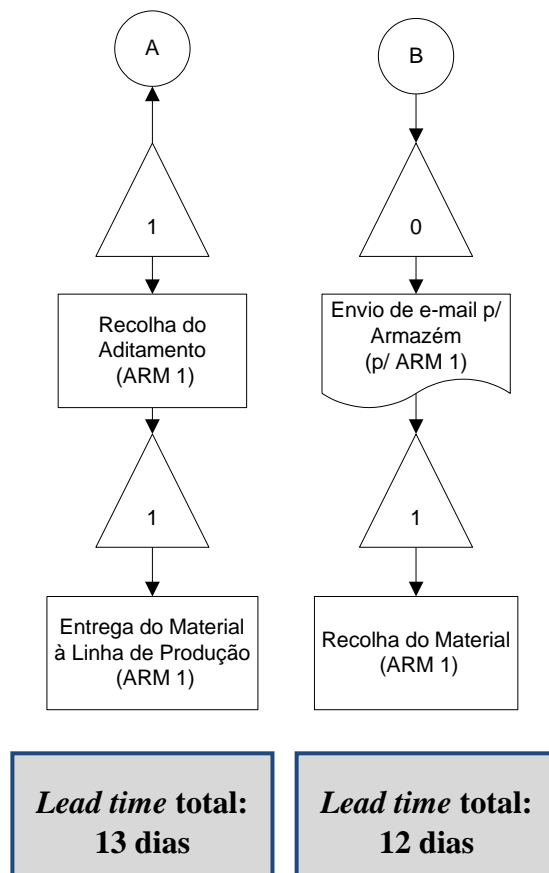 A
1
Recolha do
Aditamento
(ARM 1)
1
Entrega do Material
à Linha de Produção
(ARM 1)
Lead time total:
13 dias
B
0
Envio de e-mail p/
Armazém
(p/ ARM 1)
1
Recolha do Material
(ARM 1)
Lead time total:
12 dias